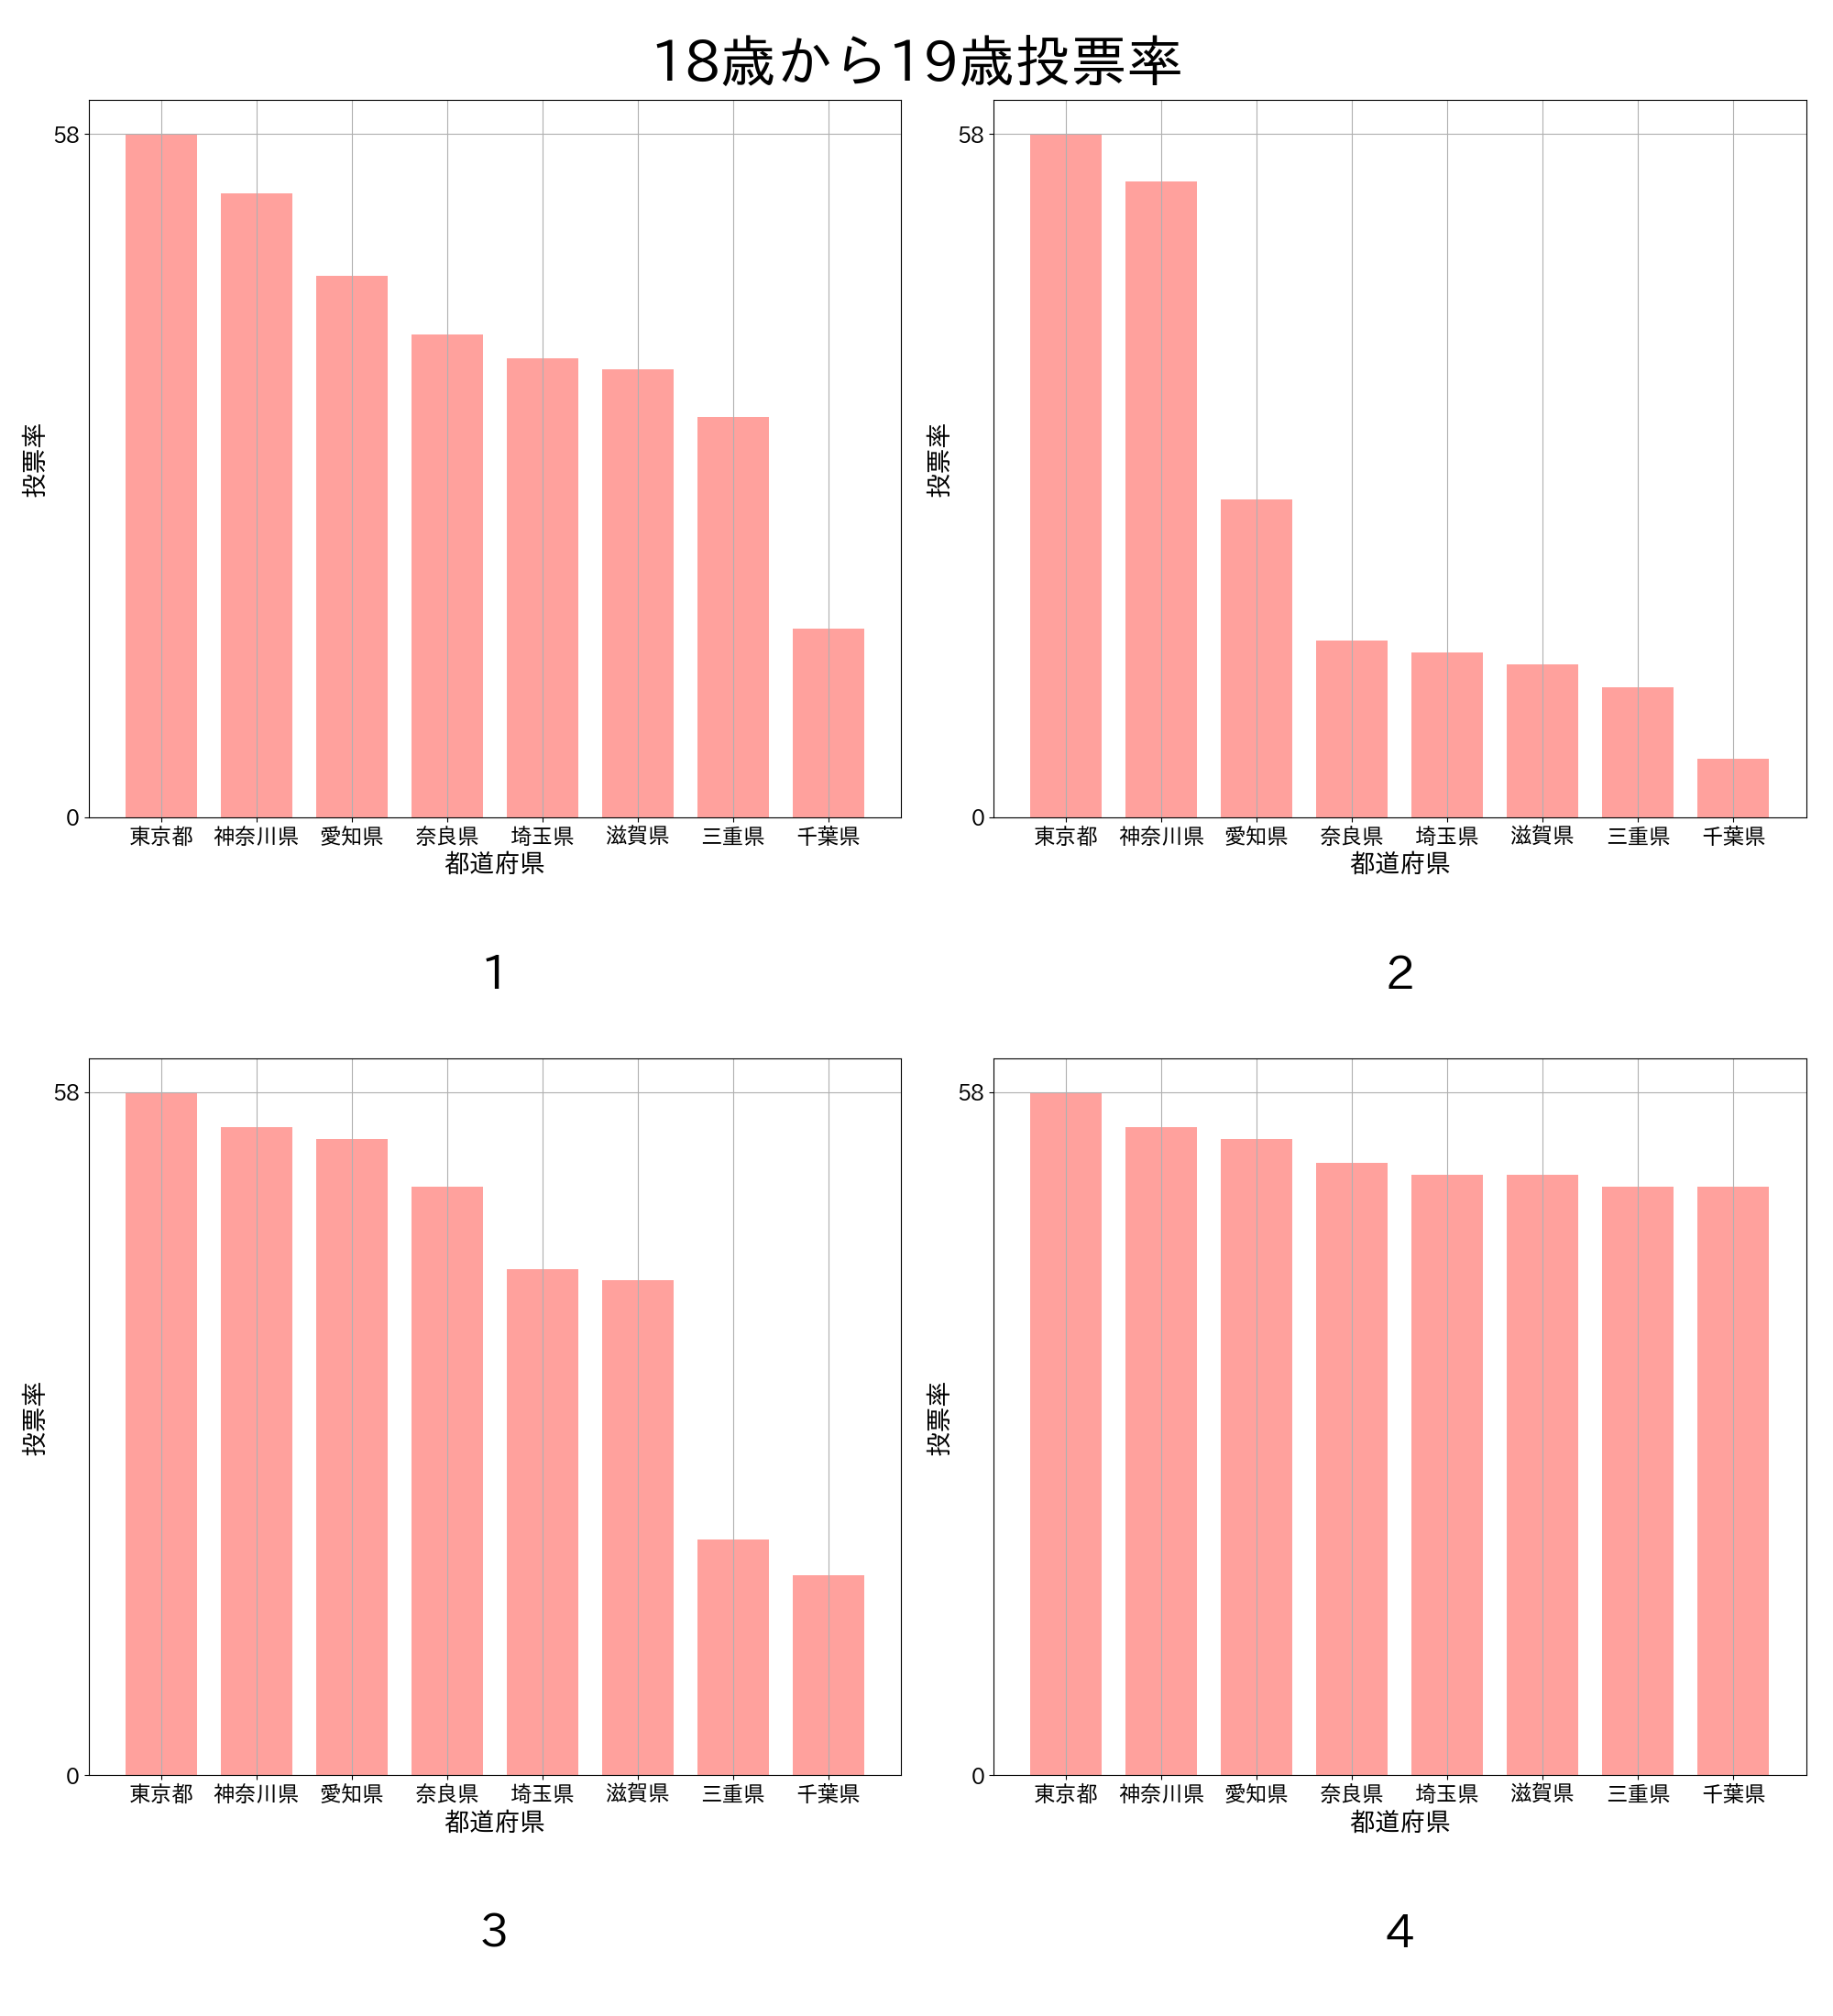 18歳から19歳投票率
58
0
投票率
東京都 神奈川県 愛知県 奈良県 埼玉県 滋賀県 三重県 千葉県
都道府県
1
58
0
投票率
東京都 神奈川県 愛知県 奈良県 埼玉県 滋賀県 三重県 千葉県
都道府県
2
58
0
投票率
東京都 神奈川県 愛知県 奈良県 埼玉県 滋賀県 三重県 千葉県
都道府県
3
58
0
投票率
東京都 神奈川県 愛知県 奈良県 埼玉県 滋賀県 三重県 千葉県
都道府県
4